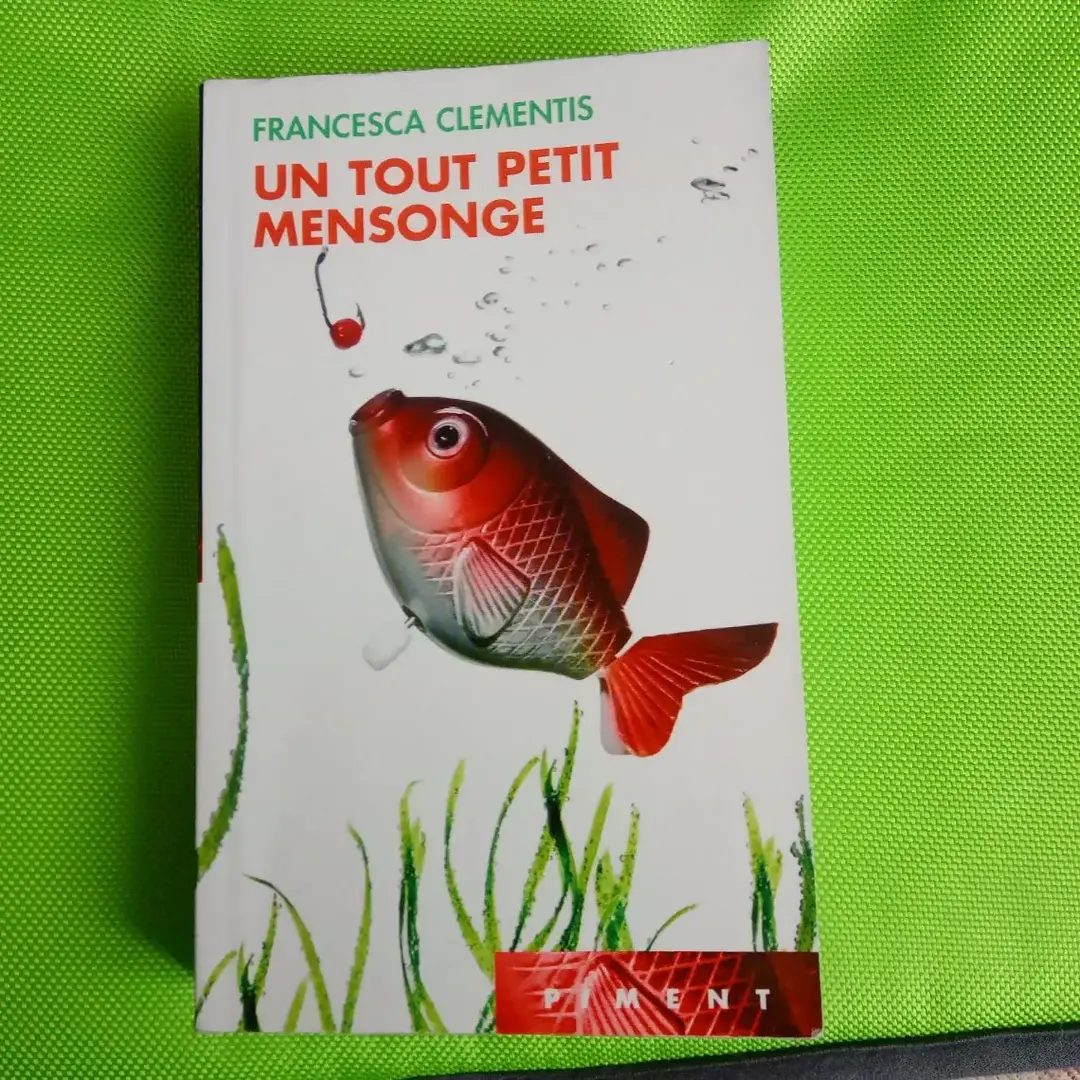 FRANCESCA CLEMENTIS
UN TOUT PETIT
MENSONGE
PIMENT